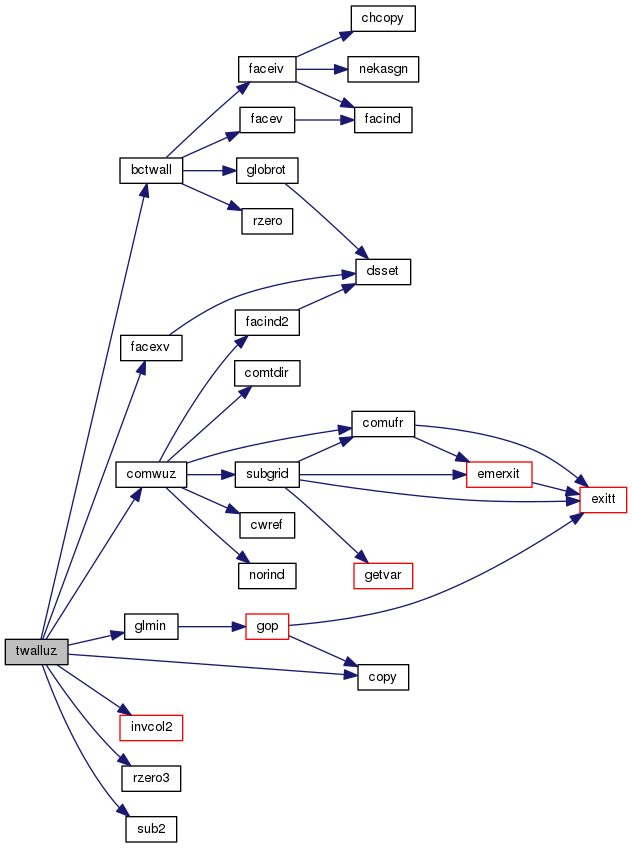 chcopy
faceiv
nekasgn
facev
facind
bctwall
globrot
rzero
dsset
facind2
facexv
comtdir
comufr
comwuz
subgrid
emerxit
exitt
cwref
norind
getvar
glmin
gop
twalluz
copy
invcol2
rzero3
sub2